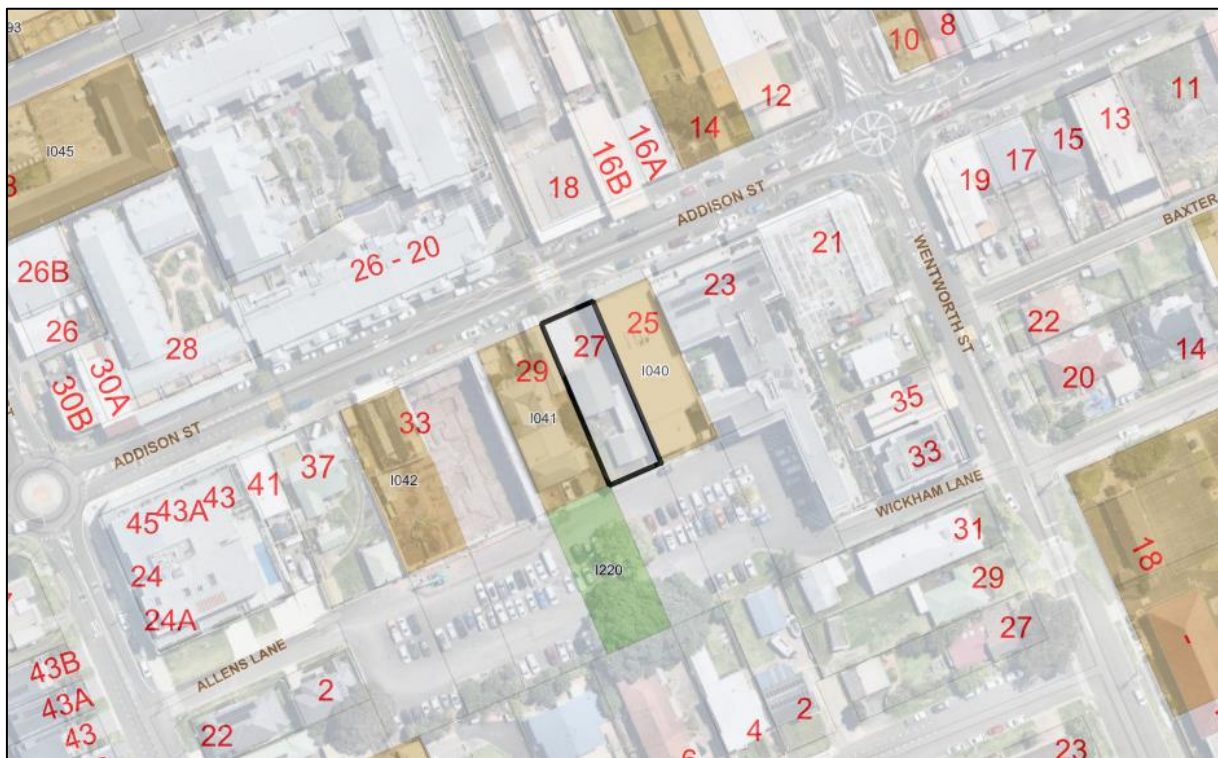 93
10
8
12
14
11
13
15
17
19
16A
16B
18
I045
ADDISON ST
BAXTER
WENTWORTH ST
26 - 20
21
23
25
27
29
I040
I041
26B
26
28
30A
30B
22
20
14
35
33
33
37
41
43
43A
45
I042
ADDISON ST
WICKHAM LANE
31
29
27
18
24
24A
I220
ALLENS LANE
43B
43A
43
2
22
2
4
6
23